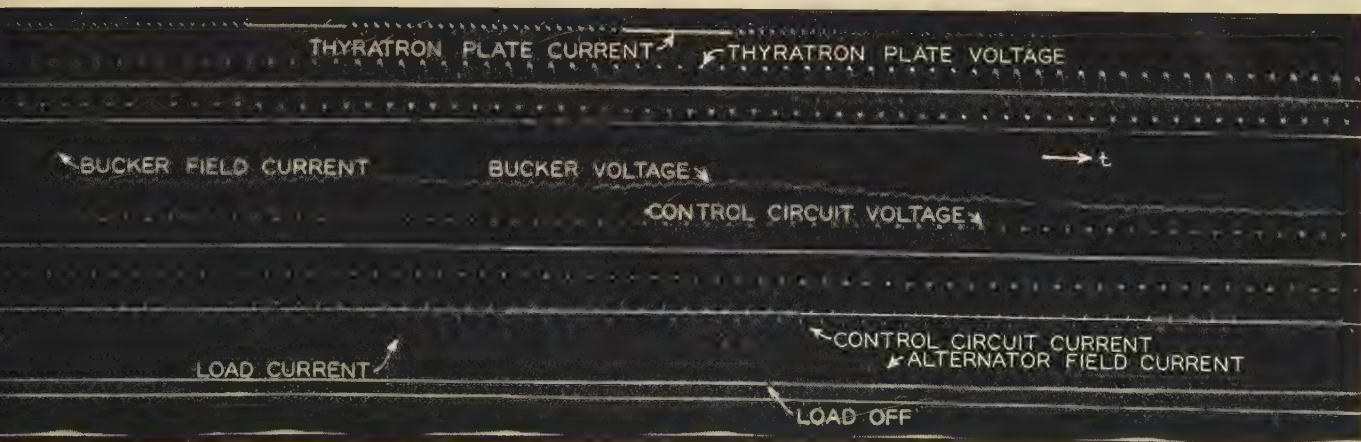 THYRATRON PLATE CURRENT THYRATRON PLATE VOLTAGE
BUCKER FIELD CURRENT BUCKER VOLTAGE t
CONTROL CIRCUIT VOLTAGE
CONTROL CIRCUIT CURRENT
LOAD CURRENT ALTERNATOR FIELD CURRENT
LOAD OFF